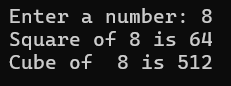 Enter a number: 8
Square of 8 is 64
Cube of  8 is 512